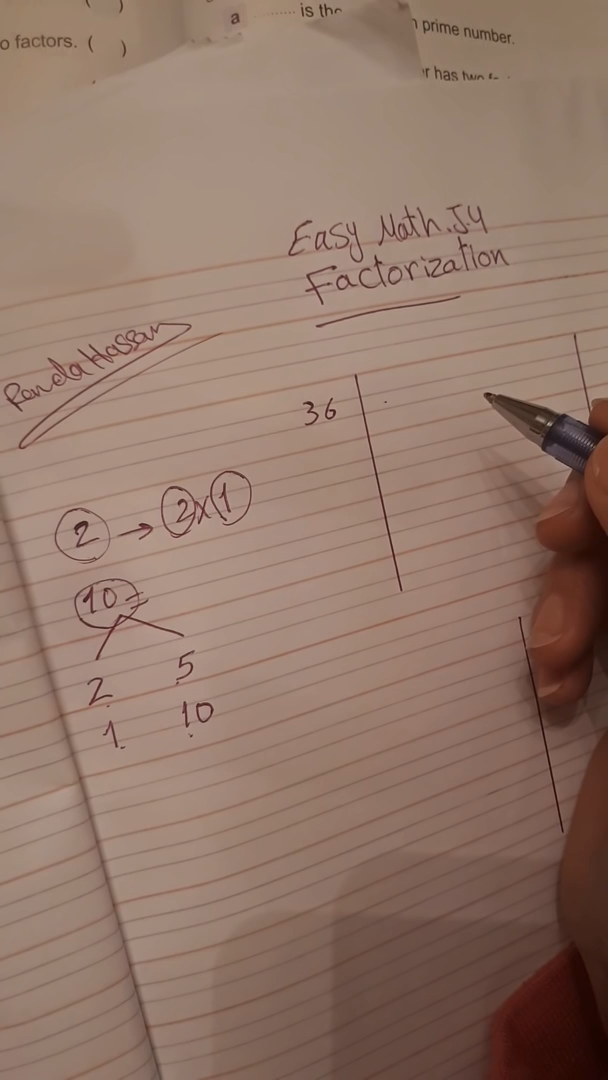 ( )
a ......... is the
prime number.
o factors. ( )
r has two
Easy Math.J4
Factorization
Randa Hassan
36
2 → 2x1
10 =
2 5
1 10